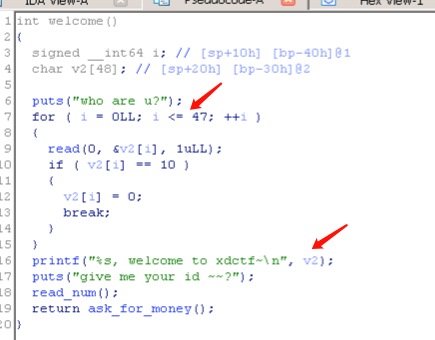 IDA View-A Pseudocode-A Hex View-1
1 int welcome()
2 {
3 signed __int64 i; // [sp+10h] [bp-40h]@1
4 char v2[48]; // [sp+20h] [bp-30h]@2
5
6 puts("who are u?");
7 for ( i = 0LL; i <= 47; ++i )
8 {
9 read(0, &v2[i], 1uLL);
10 if ( v2[i] == 10 )
11 {
12 v2[i] = 0;
13 break;
14 }
15 }
16 printf("%s, welcome to xdctf~\n", v2);
17 puts("give me your id ~~?");
18 read_num();
19 return ask_for_money();
20 }